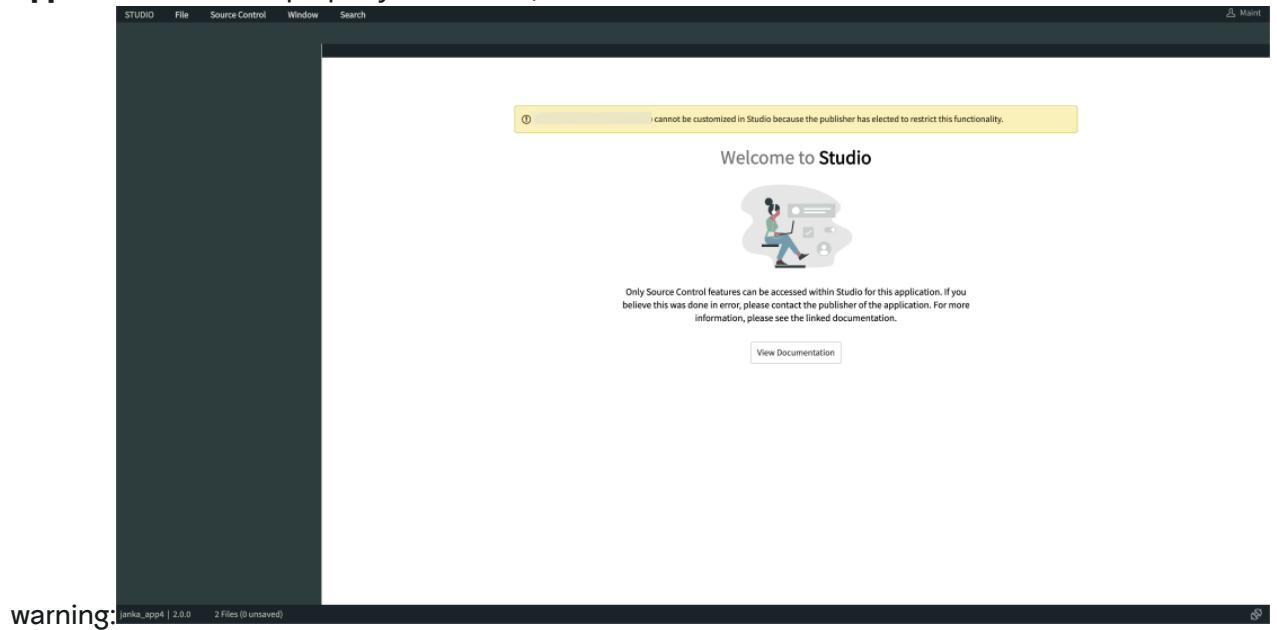 STUDIO File Source Control Window Search Maint
cannot be customized in Studio because the publisher has elected to restrict this functionality.
Welcome to Studio
Only Source Control features can be accessed within Studio for this application. If you
believe this was done in error, please contact the publisher of the application. For more
information, please see the linked documentation.
View Documentation
warning: janka_app4 | 2.0.0 2 Files (0 unsaved)